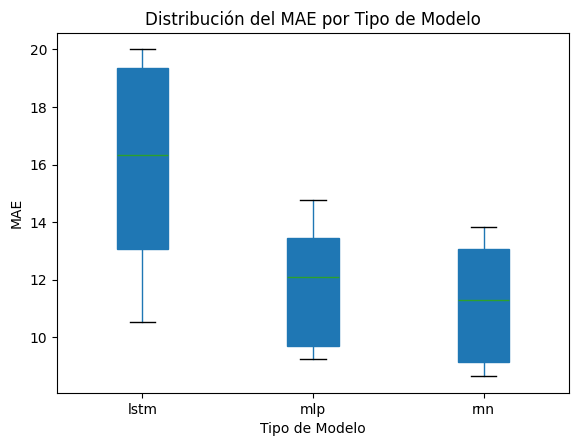 Distribución del MAE por Tipo de Modelo
20
18
16
14
12
10
MAE
lstm
mlp
rnn
Tipo de Modelo